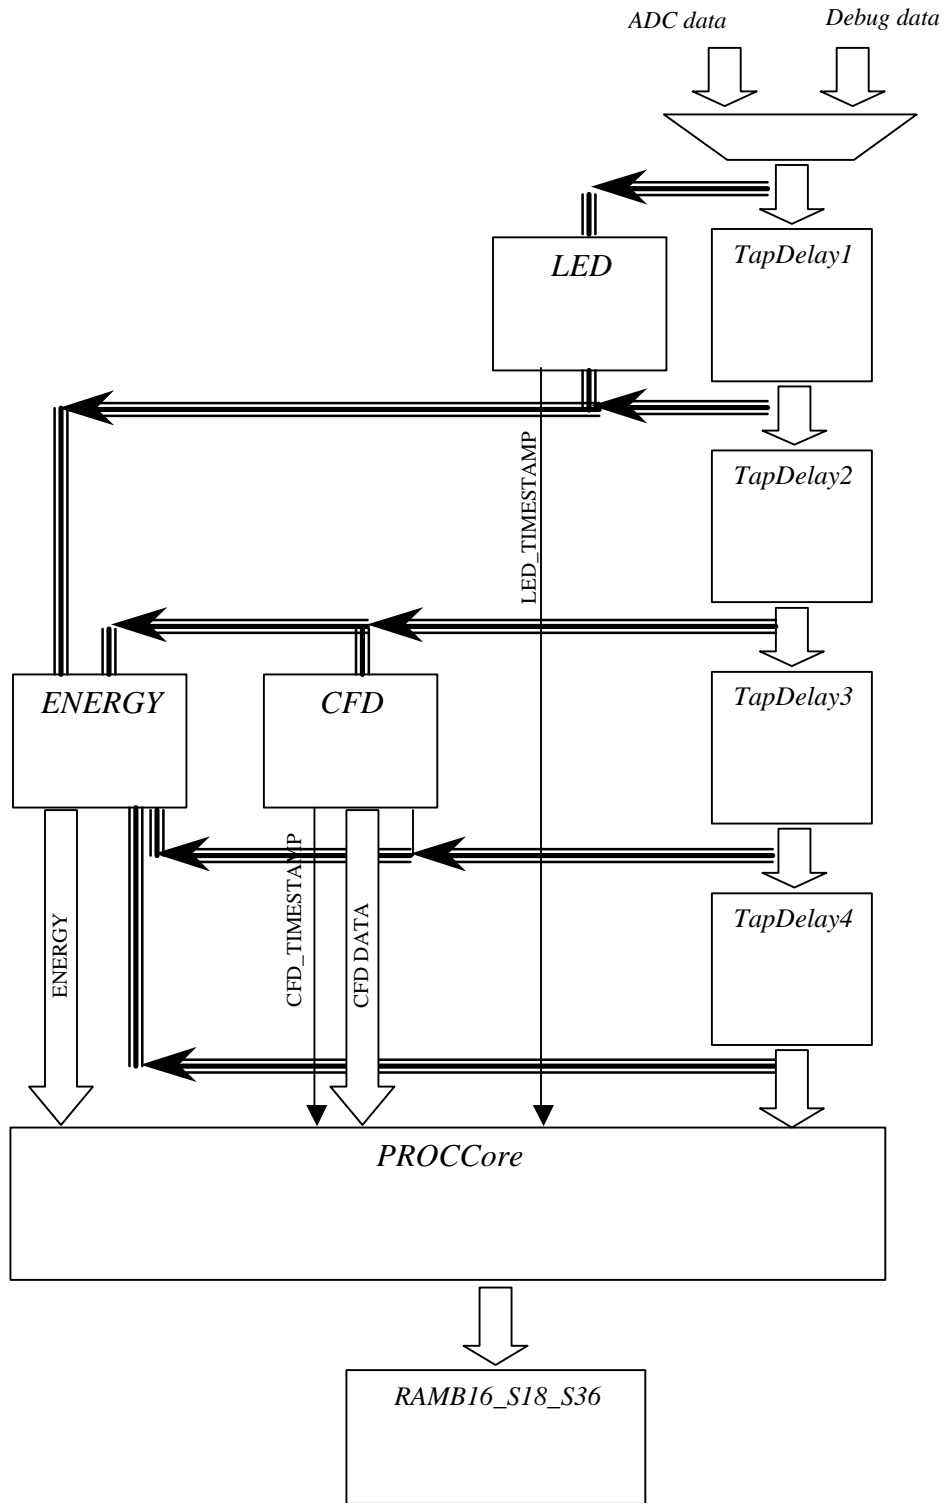 ADC data
Debug data
LED
TapDelay1
LED_TIMESTAMP
TapDelay2
ENERGY
CFD
TapDelay3
ENERGY
CFD_TIMESTAMP
CFD DATA
TapDelay4
PROCCore
RAMB16_S18_S36